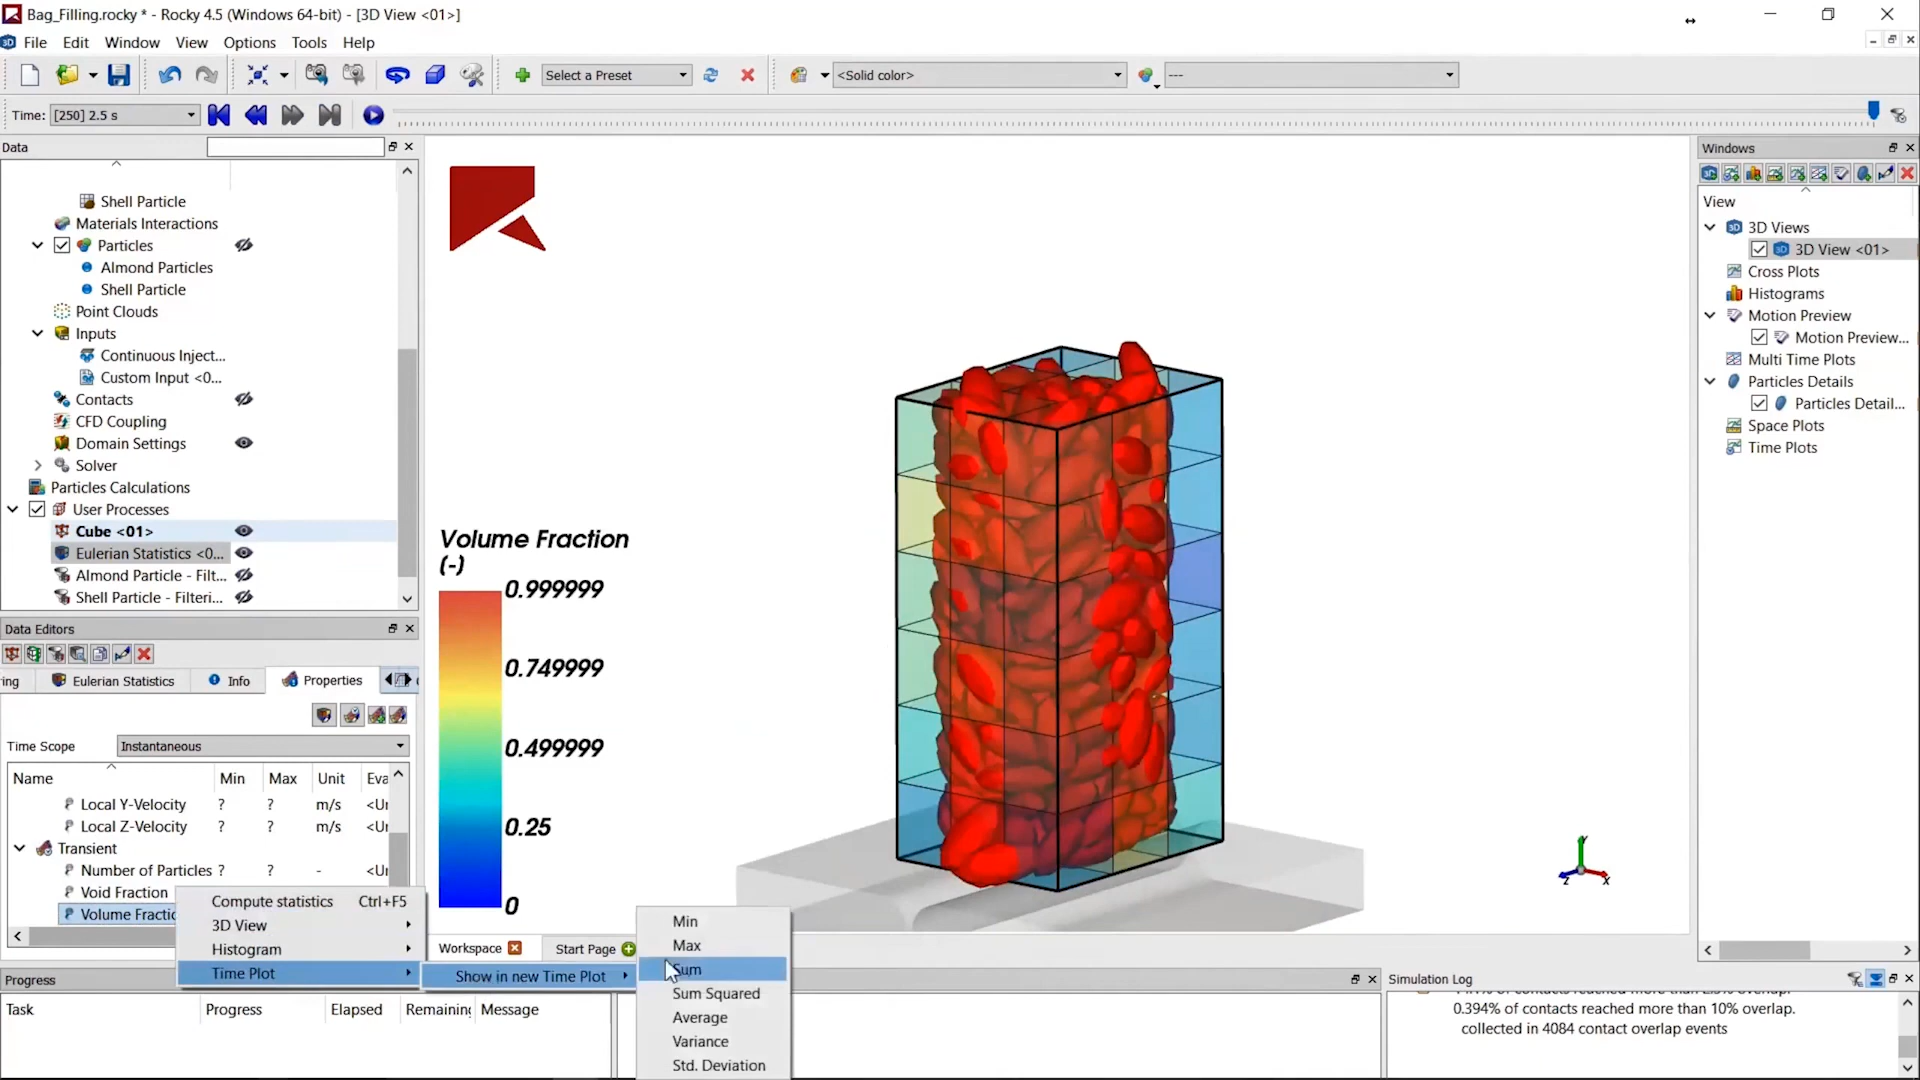 Bag_Filling.rocky * - Rocky 4.5 (Windows 64-bit) - [3D View <01>]
File Edit Window View Options Tools Help
Select a Preset
<Solid color>
---
Time: [250] 2.5 s
Data
Shell Particle
Materials Interactions
Particles
Almond Particles
Shell Particle
Point Clouds
Inputs
Continuous Inject...
Custom Input <0...
Contacts
CFD Coupling
Domain Settings
Solver
Particles Calculations
User Processes
Cube <01>
Eulerian Statistics <0...
Almond Particle - Filt...
Shell Particle - Filteri...
Data Editors
Eulerian Statistics Info Properties
Time Scope Instantaneous
Name Min Max Unit
Local Y-Velocity ? ? m/s
Local Z-Velocity ? ? m/s
Transient
Number of Particles ? ? -
Void Fraction
Volume Fractic
Compute statistics Ctrl+F5
3D View
Histogram
Time Plot
Show in new Time Plot
Min
Max
Sum
Sum Squared
Average
Variance
Std. Deviation
Volume Fraction
(-)
0.999999
0.749999
0.499999
0.25
0
Y
Z
X
Workspace Start Page
Progress
Task Progress Elapsed Remaining Message
Windows
View
3D Views
3D View <01>
Cross Plots
Histograms
Motion Preview
Motion Preview...
Multi Time Plots
Particles Details
Particles Detail...
Space Plots
Time Plots
Simulation Log
0.394% of contacts reached more than 10% overlap.
collected in 4084 contact overlap events